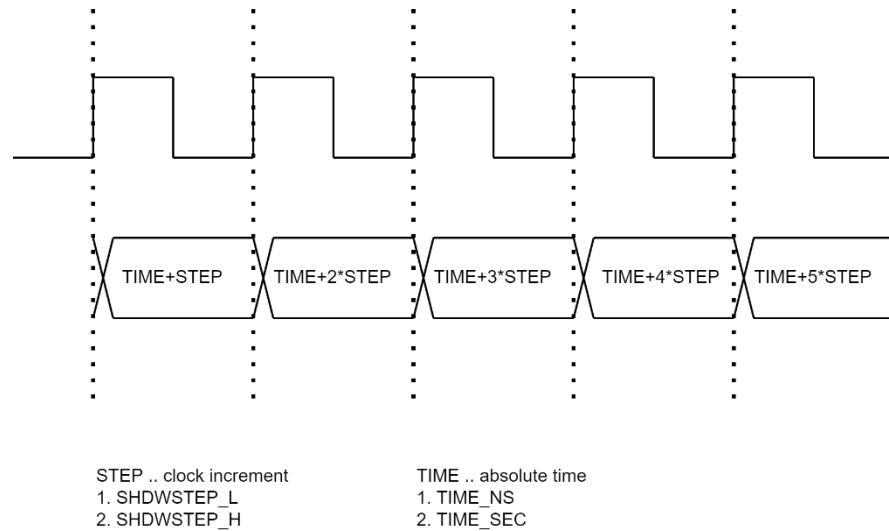 TIME+STEP
TIME+2*STEP
TIME+3*STEP
TIME+4*STEP
TIME+5*STEP
STEP .. clock increment
1. SHDWSTEP_L
2. SHDWSTEP_H
TIME .. absolute time
1. TIME_NS
2. TIME_SEC